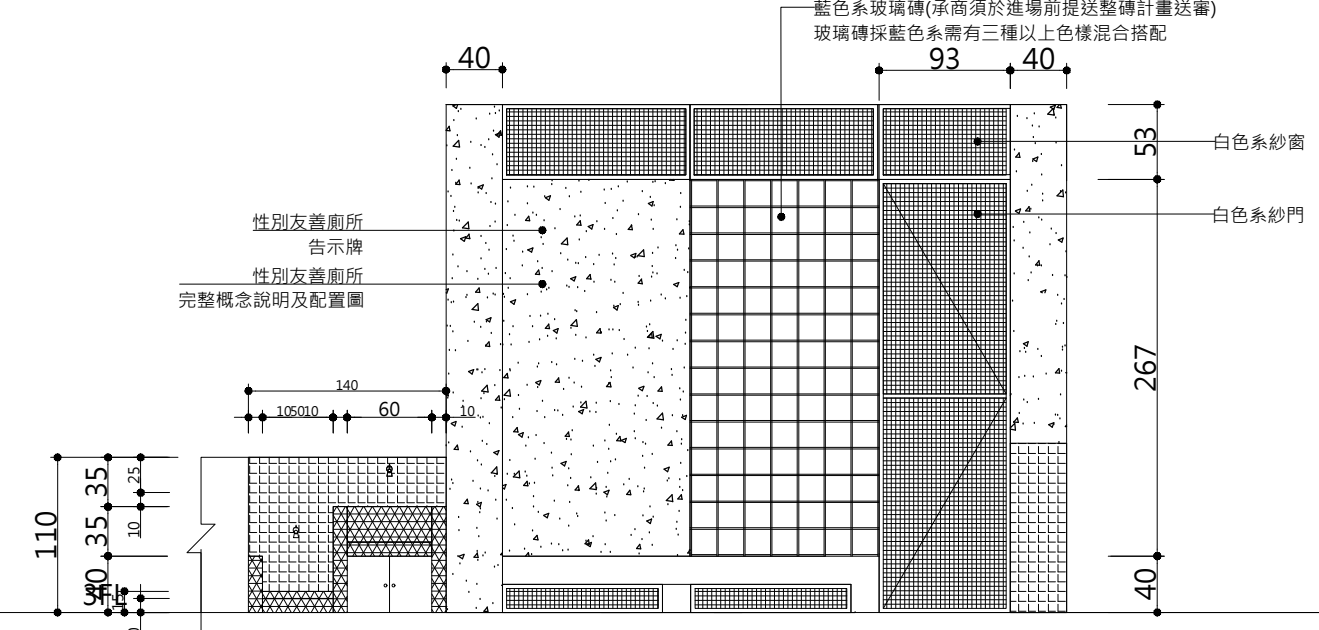 藍色系玻璃磚(承商須於進場前提送整磚計畫送審)
玻璃磚採藍色系需有三種以上色樣混合搭配
40
93
40
53
白色系紗窗
白色系紗門
性別友善廁所
告示牌
性別友善廁所
完整概念說明及配置圖
267
140
105010
60
10
35
25
110
35
10
40